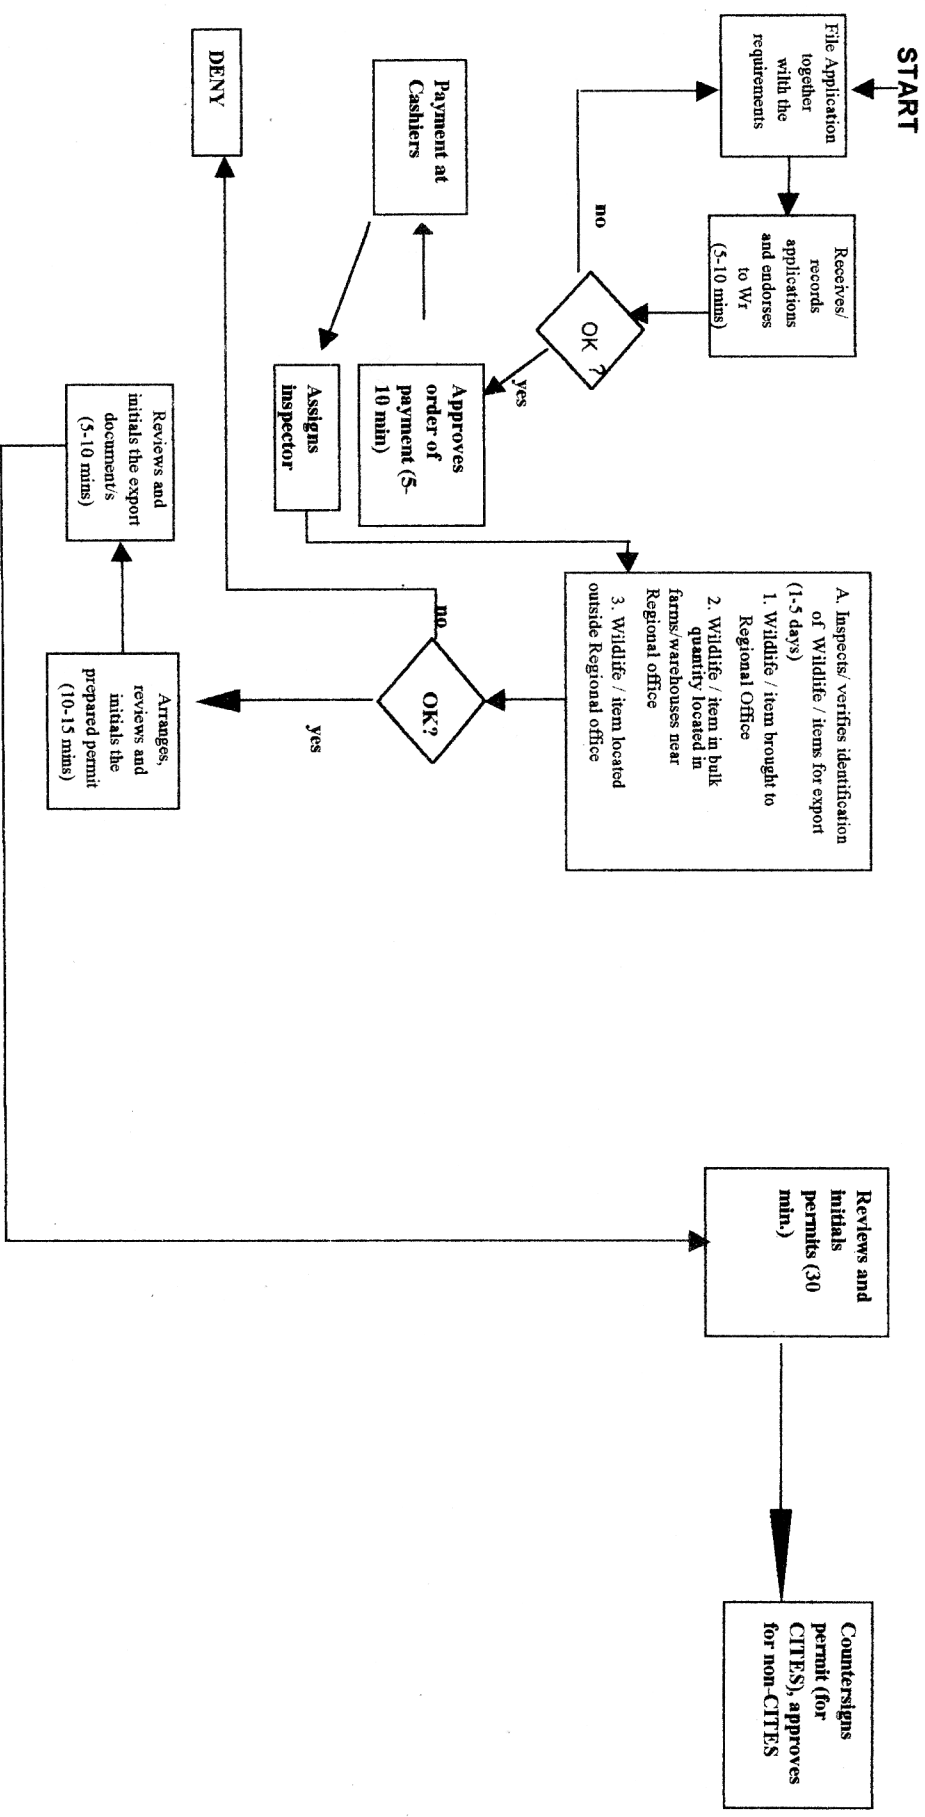 START
File Application
together
wilth the
requirements
Receives/
records
applications
and endorses
to Wr
(5-10 mins)
OK ?
no
yes
Approves
order of
payment (5-
10 min)
Payment at
Cashiers
Assigns
inspector
A. Inspects/ verifies identification
of Wildlife / items for export
(1-5 days)
1. Wildlife / item brought to
Regional Office
2. Wildlife / item in bulk
quantity located in
farms/warehouses near
Regional office
3. Wildlife / item located
outside Regional office
OK?
no
yes
DENY
Arranges,
reviews and
initials the
prepared permit
(10-15 mins)
Reviews and
initials the export
document/s
(5-10 mins)
Reviews and
initials
permits (30
min.)
Countersigns
permit (for
CITES), approves
for non-CITES